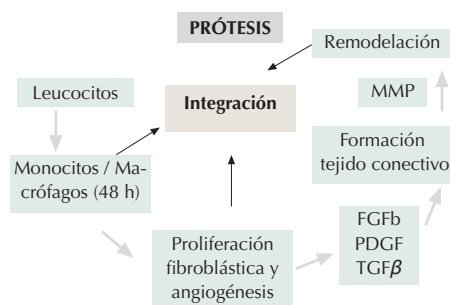 PRÓTESIS
Remodelación
Leucocitos
Integración
MMP
Monocitos / Ma-
crófagos (48 h)
Formación
tejido conectivo
Proliferación
fibroblástica y
angiogénesis
FGFb
PDGF
TGFβ